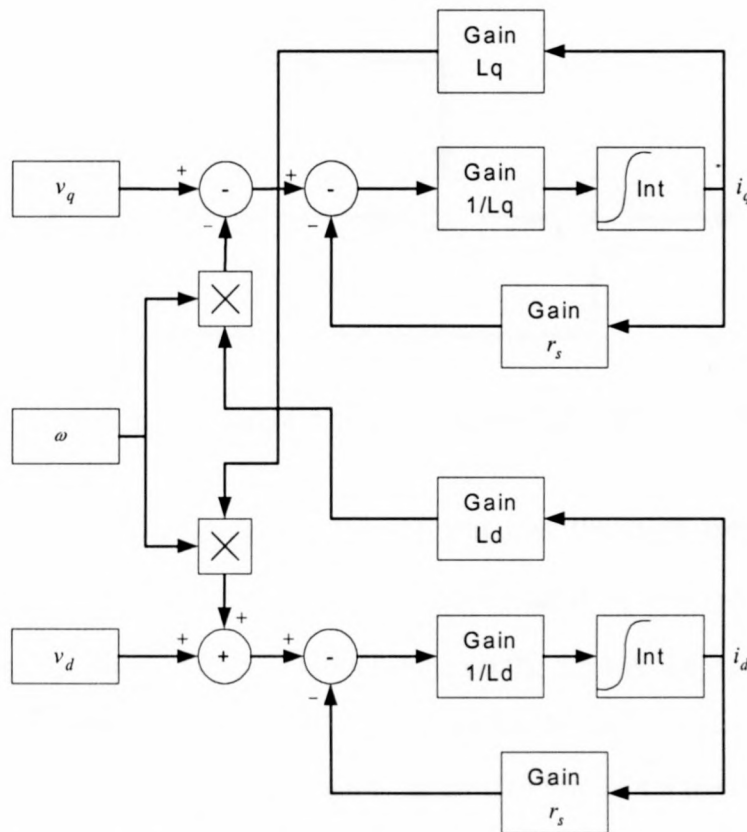 Gain
Lq
+
v_q
-
+
-
Gain
1/Lq
Int
i_q
−
−
×
Gain
r_s
ω
Gain
Ld
×
+
+
v_d
+
+
-
Gain
1/Ld
Int
i_d
−
Gain
r_s